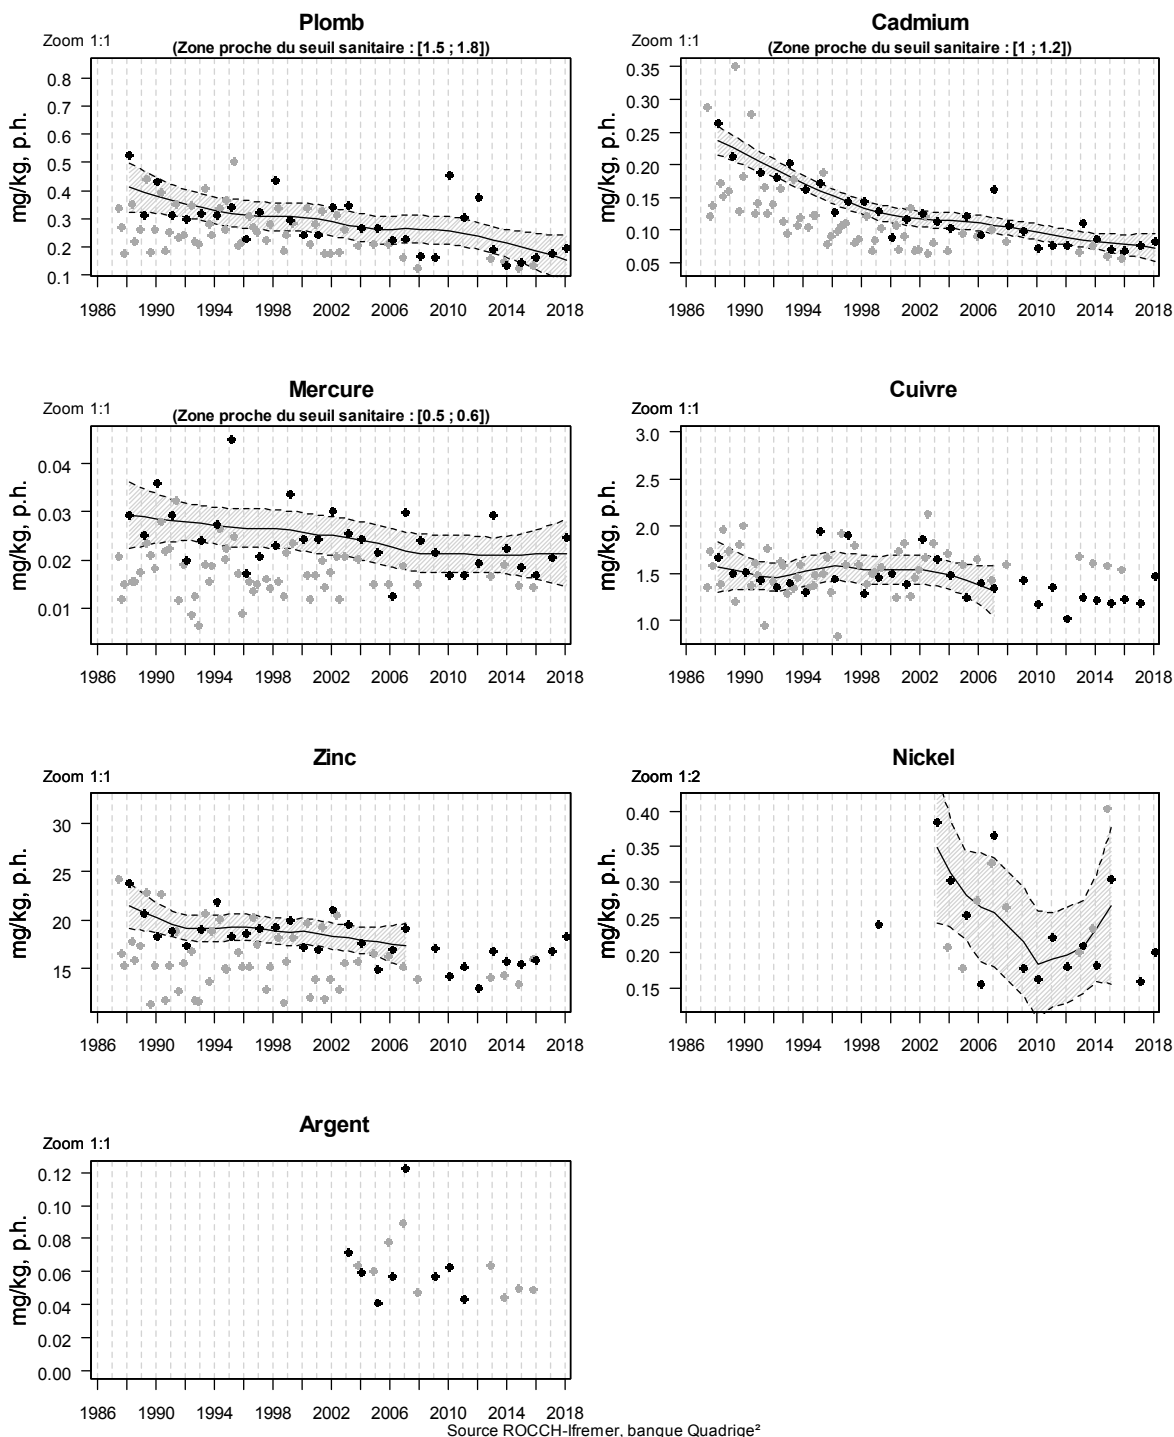 Plomb
Zoom 1:1
(Zone proche du seuil sanitaire : [1.5 ; 1.8])
mg/kg, p.h.
0.8
0.7
0.6
0.5
0.4
0.3
0.2
0.1
1986 1990 1994 1998 2002 2006 2010 2014 2018
Cadmium
Zoom 1:1
(Zone proche du seuil sanitaire : [1 ; 1.2])
mg/kg, p.h.
0.35
0.30
0.25
0.20
0.15
0.10
0.05
1986 1990 1994 1998 2002 2006 2010 2014 2018
Mercure
Zoom 1:1
(Zone proche du seuil sanitaire : [0.5 ; 0.6])
mg/kg, p.h.
0.04
0.03
0.02
0.01
1986 1990 1994 1998 2002 2006 2010 2014 2018
Cuivre
Zoom 1:1
mg/kg, p.h.
3.0
2.5
2.0
1.5
1.0
1986 1990 1994 1998 2002 2006 2010 2014 2018
Zinc
Zoom 1:1
mg/kg, p.h.
30
25
20
15
1986 1990 1994 1998 2002 2006 2010 2014 2018
Nickel
Zoom 1:2
mg/kg, p.h.
0.40
0.35
0.30
0.25
0.20
0.15
1986 1990 1994 1998 2002 2006 2010 2014 2018
Argent
Zoom 1:1
mg/kg, p.h.
0.12
0.10
0.08
0.06
0.04
0.02
0.00
1986 1990 1994 1998 2002 2006 2010 2014 2018
Source ROCCH-Ifremer, banque Quadrige²